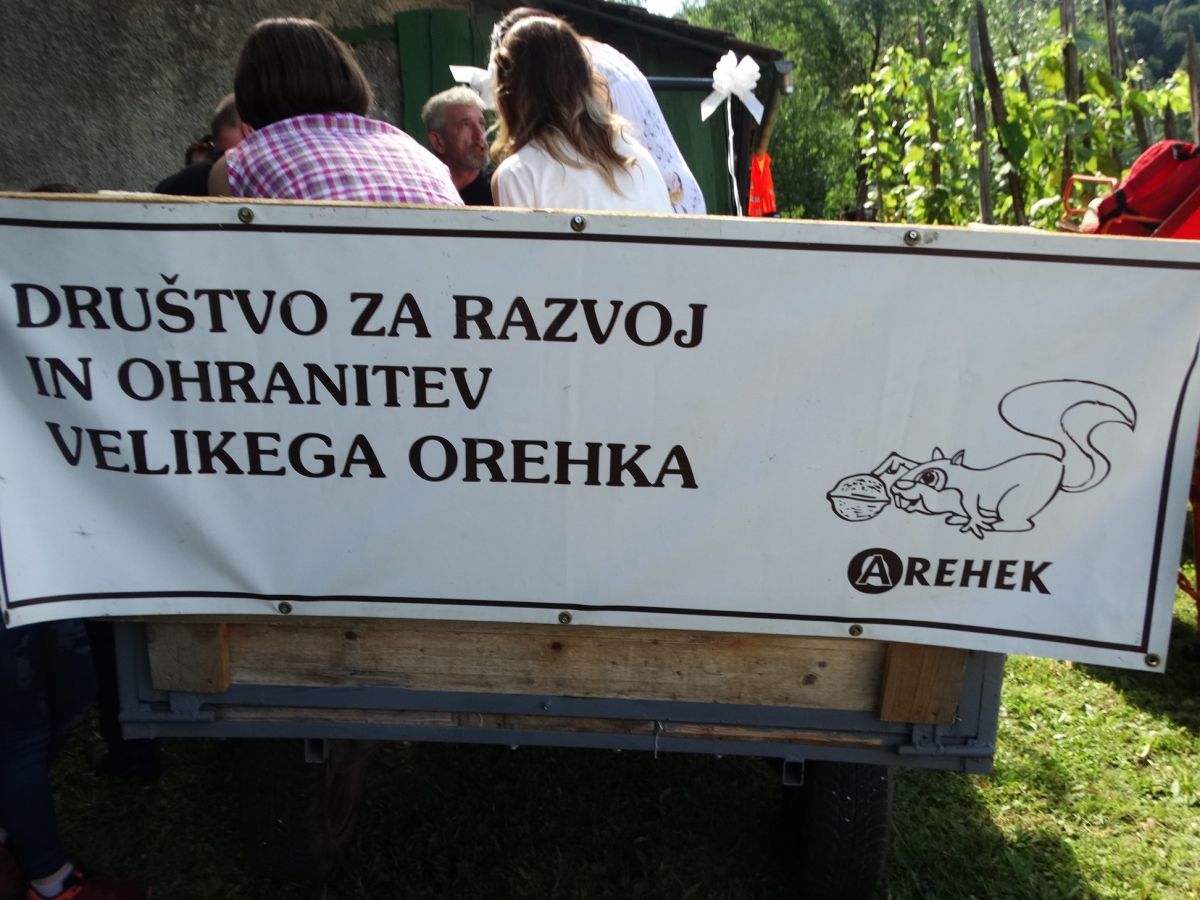 DRUŠTVO ZA RAZVOJ
IN OHRANITEV
VELIKEGA OREHKA
AREHEK